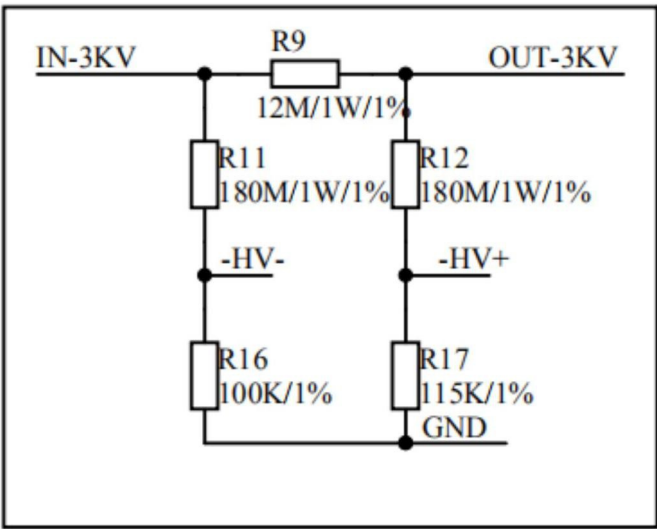 R9
IN-3KV
OUT-3KV
12M/1W/1%
R11
180M/1W/1%
R12
180M/1W/1%
-HV-
-HV+
R16
100K/1%
R17
115K/1%
GND